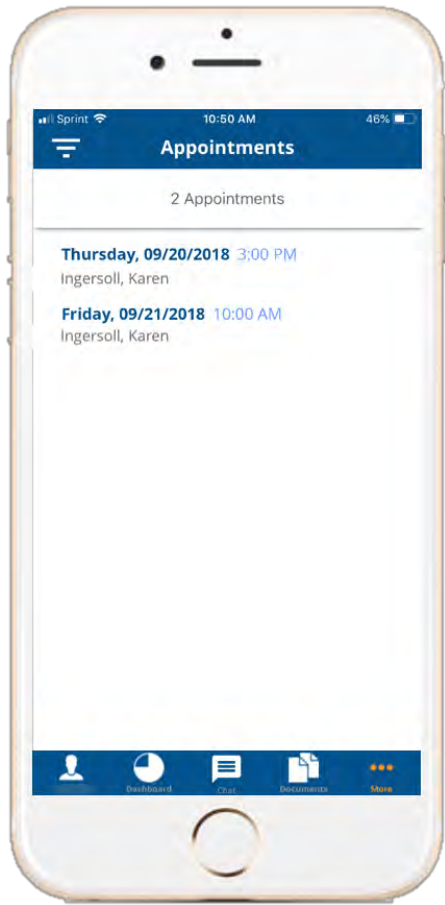 Sprint 10:50 AM 46%
Appointments
2 Appointments
Thursday, 09/20/2018 3:00 PM
Ingersoll, Karen
Friday, 09/21/2018 10:00 AM
Ingersoll, Karen
Dashboard Chat Documents More